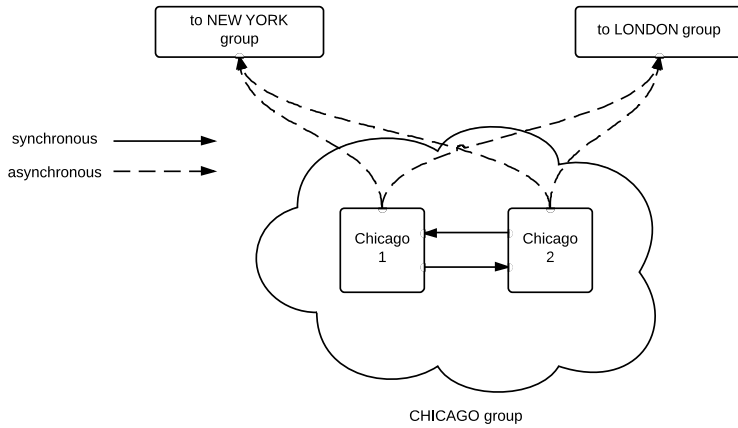 to NEW YORK
group
to LONDON group
synchronous
asynchronous
Chicago
1
Chicago
2
CHICAGO group